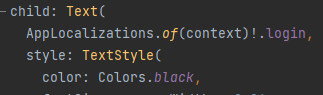 child: Text(
AppLocalizations.of(context)!.login,
style: TextStyle(
color: Colors.black,